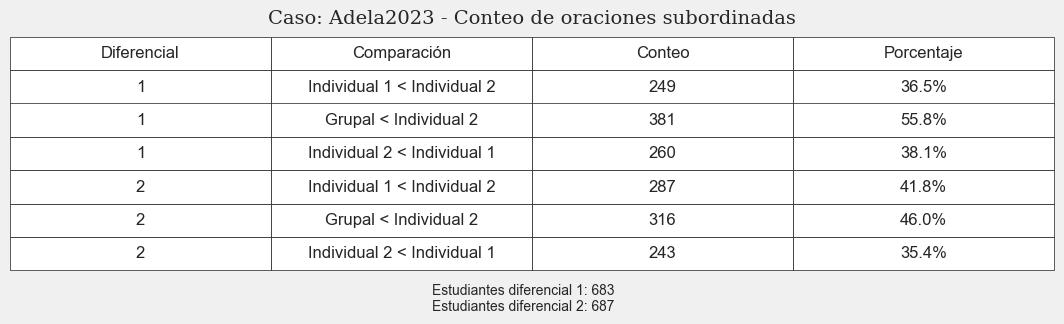 Caso: Adela2023 - Conteo de oraciones subordinadas
Diferencial Comparación Conteo Porcentaje
1 Individual 1 < Individual 2 249 36.5%
1 Grupal < Individual 2 381 55.8%
1 Individual 2 < Individual 1 260 38.1%
2 Individual 1 < Individual 2 287 41.8%
2 Grupal < Individual 2 316 46.0%
2 Individual 2 < Individual 1 243 35.4%
Estudiantes diferencial 1: 683
Estudiantes diferencial 2: 687